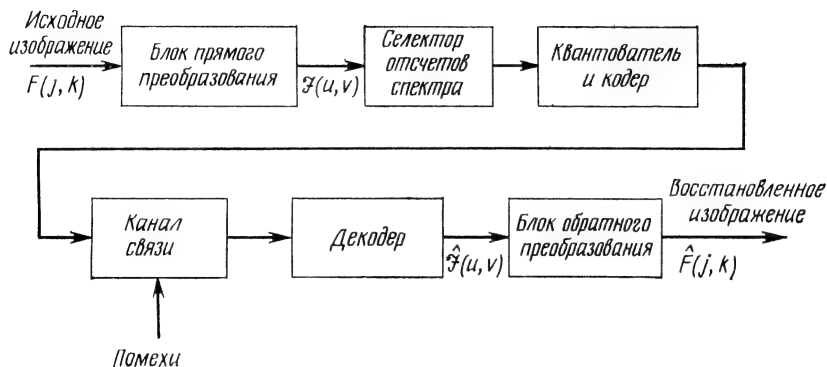 Исходное
изображение
F(j, k)
Блок прямого
преобразования
ℱ(u, v)
Селектор
отсчетов
спектра
Квантователь
и кодер
Канал
связи
Помехи
Декодер
ℱ̂(u, v)
Блок обратного
преобразования
Восстановленное
изображение
F̂(j, k)